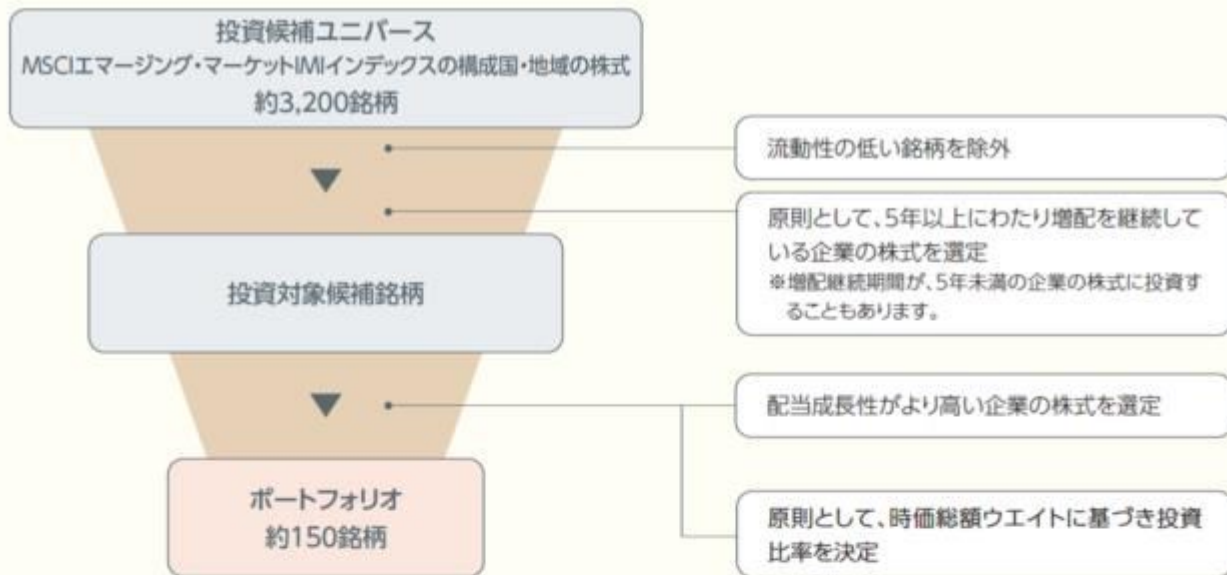 投資候補ユニバース
MSCIエマージング・マーケットIMIインデックスの構成国・地域の株式
約3,200銘柄
流動性の低い銘柄を除外
原則として、5年以上にわたり増配を継続して
いる企業の株式を選定
※増配継続期間が、5年未満の企業の株式に投資す
ることもあります。
投資対象候補銘柄
配当成長性がより高い企業の株式を選定
ポートフォリオ
約150銘柄
原則として、時価総額ウエイトに基づき投資
比率を決定